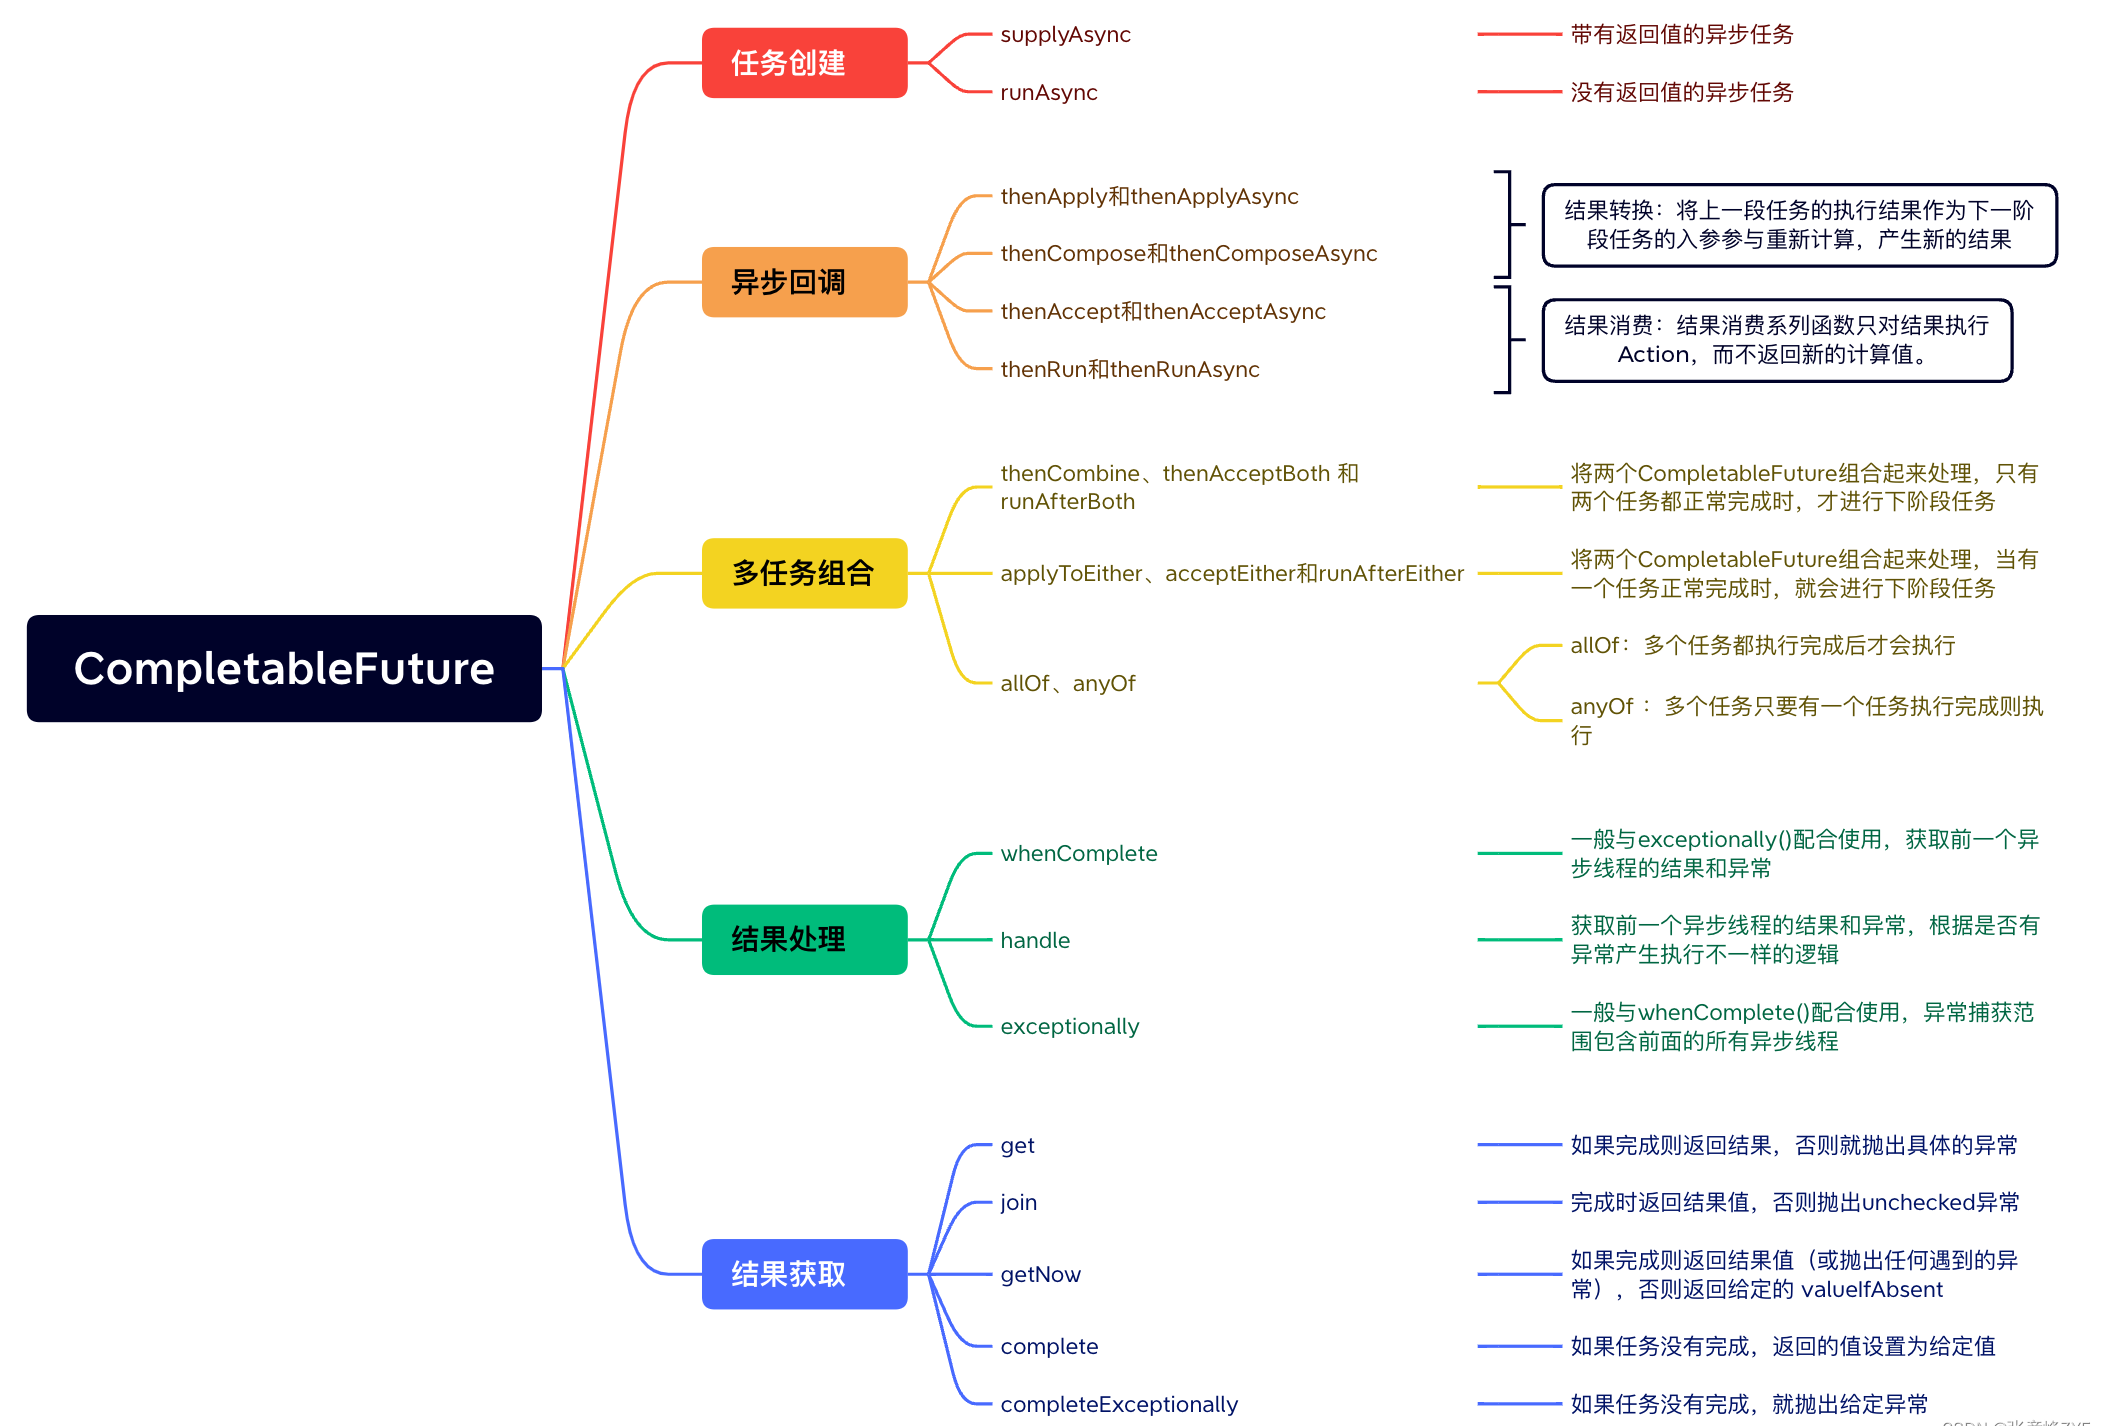 CompletableFuture
任务创建
supplyAsync
带有返回值的异步任务
runAsync
没有返回值的异步任务
异步回调
thenApply和thenApplyAsync
thenCompose和thenComposeAsync
结果转换：将上一段任务的执行结果作为下一阶
段任务的入参参与重新计算，产生新的结果
thenAccept和thenAcceptAsync
thenRun和thenRunAsync
结果消费：结果消费系列函数只对结果执行
Action，而不返回新的计算值。
多任务组合
thenCombine、thenAcceptBoth 和
runAfterBoth
将两个CompletableFuture组合起来处理，只有
两个任务都正常完成时，才进行下阶段任务
applyToEither、acceptEither和runAfterEither
将两个CompletableFuture组合起来处理，当有
一个任务正常完成时，就会进行下阶段任务
allOf、anyOf
allOf：多个任务都执行完成后才会执行
anyOf ：多个任务只要有一个任务执行完成则执
行
结果处理
whenComplete
一般与exceptionally()配合使用，获取前一个异
步线程的结果和异常
handle
获取前一个异步线程的结果和异常，根据是否有
异常产生执行不一样的逻辑
exceptionally
一般与whenComplete()配合使用，异常捕获范
围包含前面的所有异步线程
结果获取
get
如果完成则返回结果，否则就抛出具体的异常
join
完成时返回结果值，否则抛出unchecked异常
getNow
如果完成则返回结果值（或抛出任何遇到的异
常），否则返回给定的 valueIfAbsent
complete
如果任务没有完成，返回的值设置为给定值
completeExceptionally
如果任务没有完成，就抛出给定异常